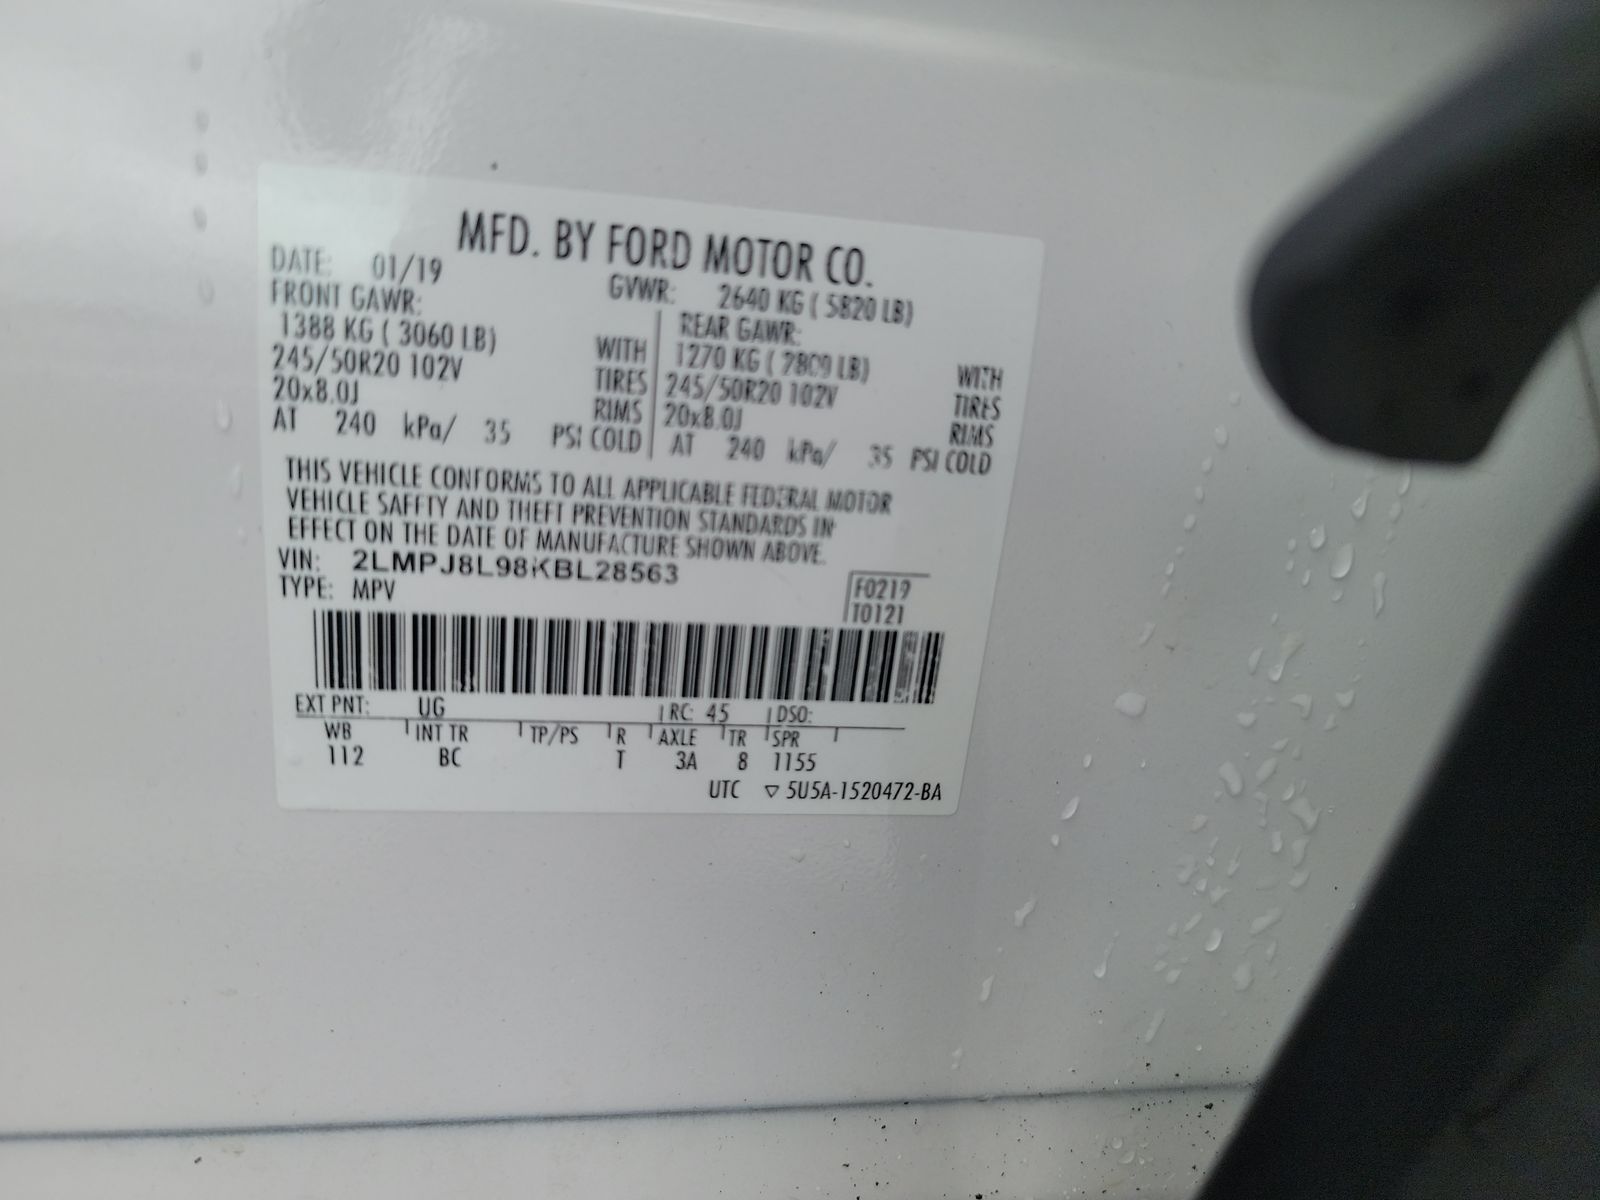 MFD. BY FORD MOTOR CO.
DATE: 01/19
GVWR: 2640 KG ( 5820 LB)
FRONT GAWR:
1388 KG ( 3060 LB) WITH
245/50R20 102V TIRES
20x8.0J RIMS
AT 240 kPa/ 35 PSI COLD
REAR GAWR:
1270 KG ( 2800 LB) WITH
245/50R20 102V TIRES
20x8.0J RIMS
AT 240 kPa/ 35 PSI COLD
THIS VEHICLE CONFORMS TO ALL APPLICABLE FEDERAL MOTOR
VEHICLE SAFETY AND THEFT PREVENTION STANDARDS IN
EFFECT ON THE DATE OF MANUFACTURE SHOWN ABOVE.
VIN: 2LMPJ8L98KBL28563
TYPE: MPV
F0219
T0121
EXT PNT: UG RC: 45 DSO:
WB INT TR TP/PS R AXLE TR SPR
112 BC T 3A 8 1155
UTC ▽ 5U5A-1520472-BA